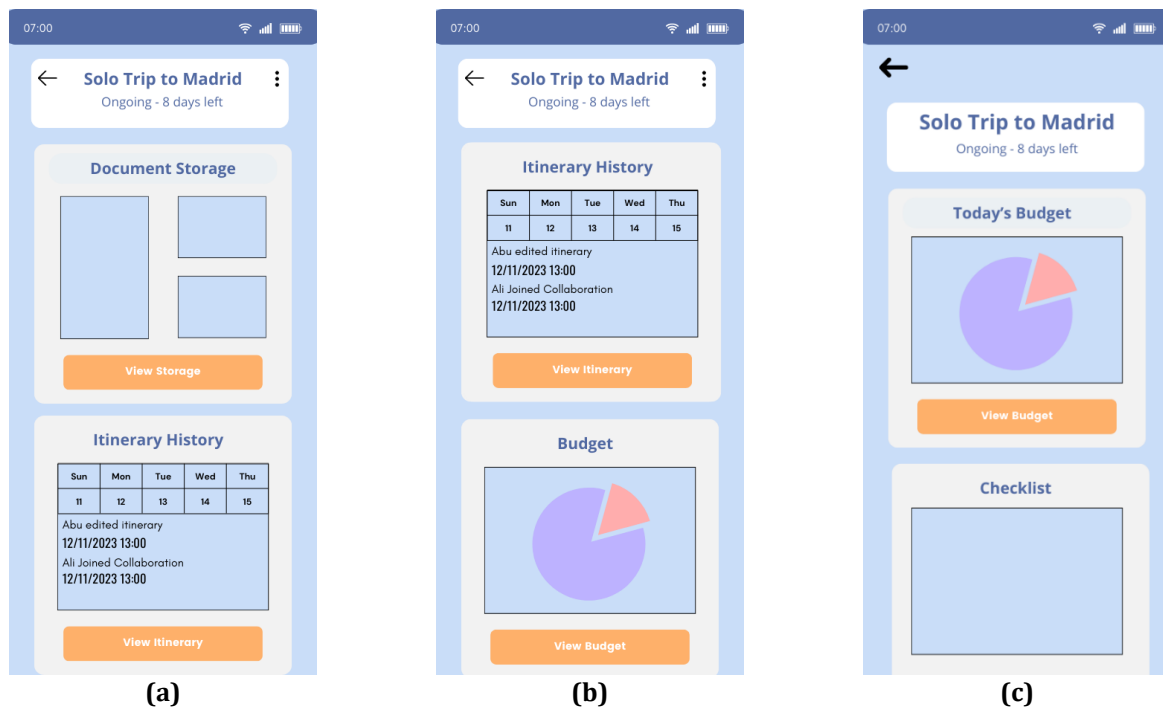 07:00
Solo Trip to Madrid
Ongoing - 8 days left
Document Storage
View Storage
Itinerary History
Sun Mon Tue Wed Thu
11 12 13 14 15
Abu edited itinerary
12/11/2023 13:00
Ali Joined Collaboration
12/11/2023 13:00
View Itinerary
(a)
07:00
Solo Trip to Madrid
Ongoing - 8 days left
Itinerary History
Sun Mon Tue Wed Thu
11 12 13 14 15
Abu edited itinerary
12/11/2023 13:00
Ali Joined Collaboration
12/11/2023 13:00
View Itinerary
Budget
View Budget
(b)
07:00
Solo Trip to Madrid
Ongoing - 8 days left
Today's Budget
View Budget
Checklist
(c)